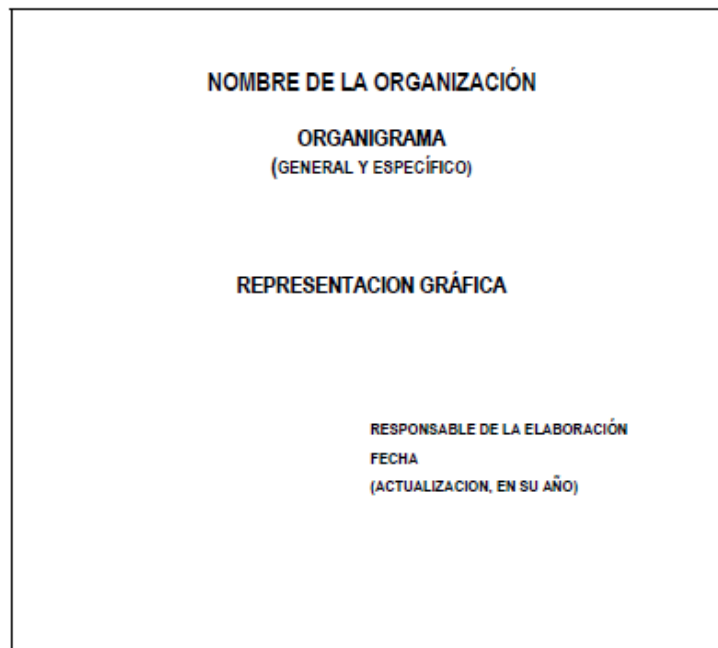 NOMBRE DE LA ORGANIZACIÓN
ORGANIGRAMA
(GENERAL Y ESPECÍFICO)
REPRESENTACION GRÁFICA
RESPONSABLE DE LA ELABORACIÓN
FECHA
(ACTUALIZACION, EN SU AÑO)